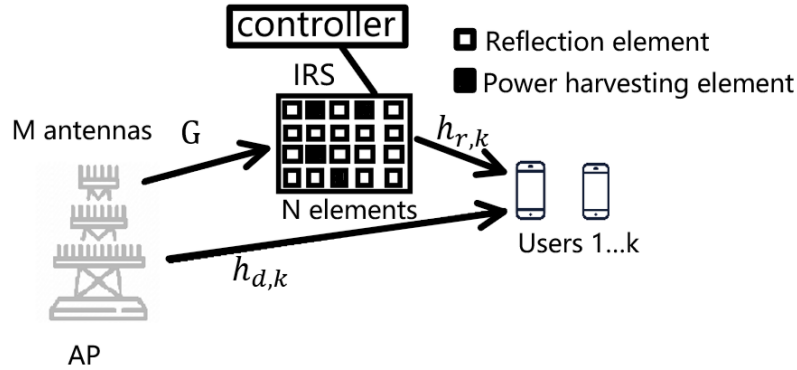 controller
Reflection element
Power harvesting element
IRS
M antennas
G
h_{r,k}
N elements
Users 1...k
h_{d,k}
AP